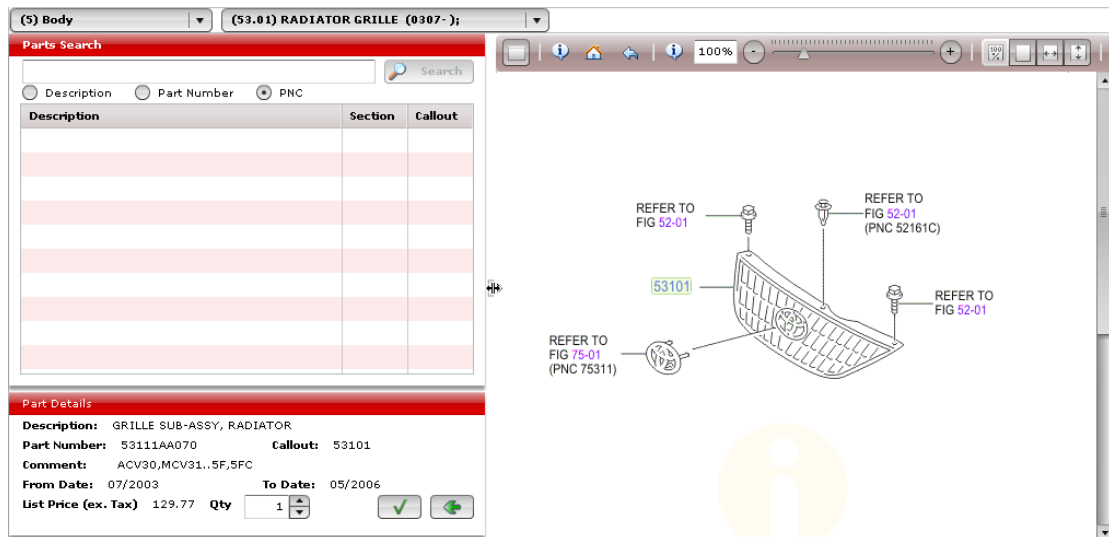 (5) Body
(53.01) RADIATOR GRILLE (0307- );
Parts Search
Search
Description Part Number PNC
Description Section Callout
Part Details
Description: GRILLE SUB-ASSY, RADIATOR
Part Number: 53111AA070 Callout: 53101
Comment: ACV30,MCV31..5F,5FC
From Date: 07/2003 To Date: 05/2006
List Price (ex. Tax) 129.77 Qty 1
100%
100 %
REFER TO
FIG 52-01
REFER TO
FIG 52-01
(PNC 52161C)
53101
REFER TO
FIG 52-01
REFER TO
FIG 75-01
(PNC 75311)